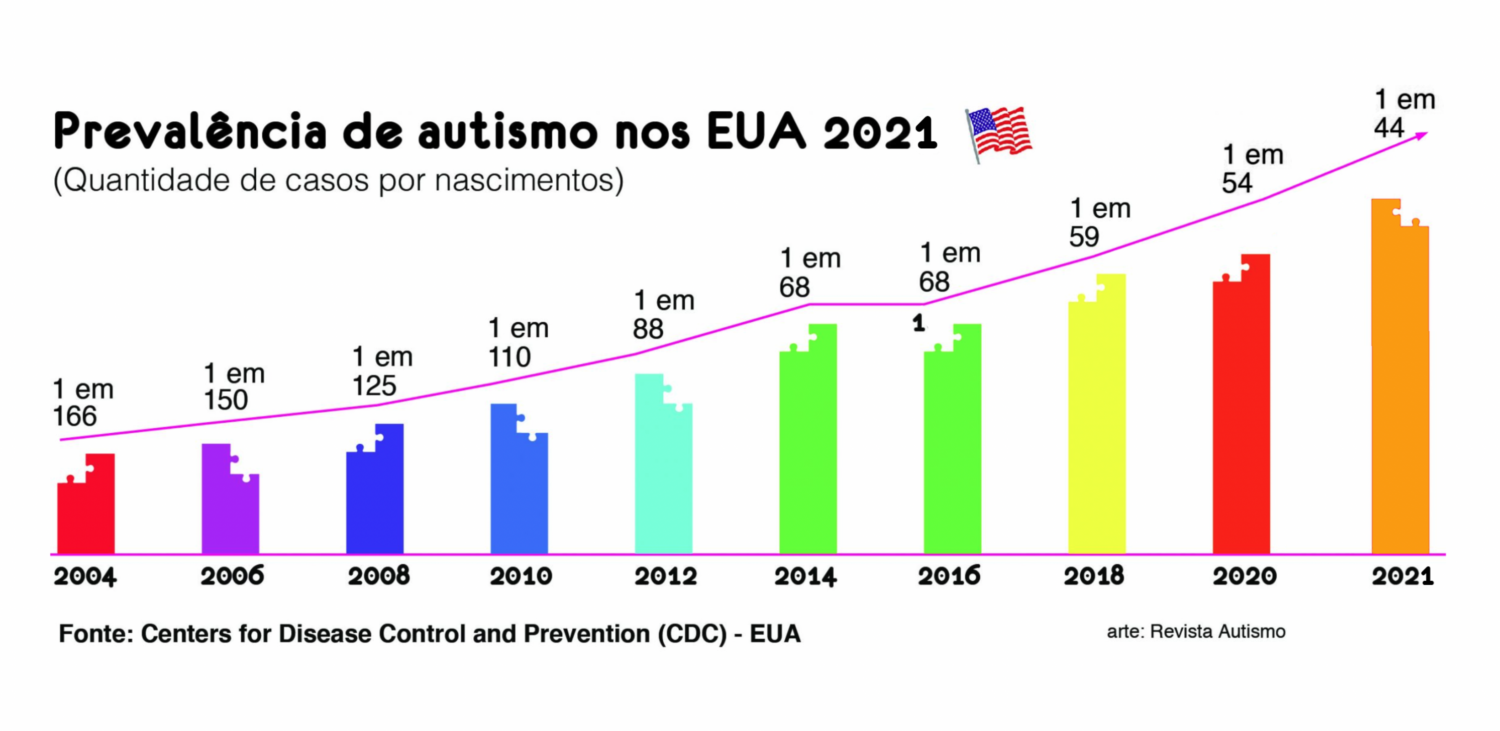 Prevalência de autismo nos EUA 2021
(Quantidade de casos por nascimentos)
1 em
166
1 em
150
1 em
125
1 em
110
1 em
88
1 em
68
1 em
68
1
1 em
59
1 em
54
1 em
44
2004 2006 2008 2010 2012 2014 2016 2018 2020 2021
Fonte: Centers for Disease Control and Prevention (CDC) - EUA
arte: Revista Autismo